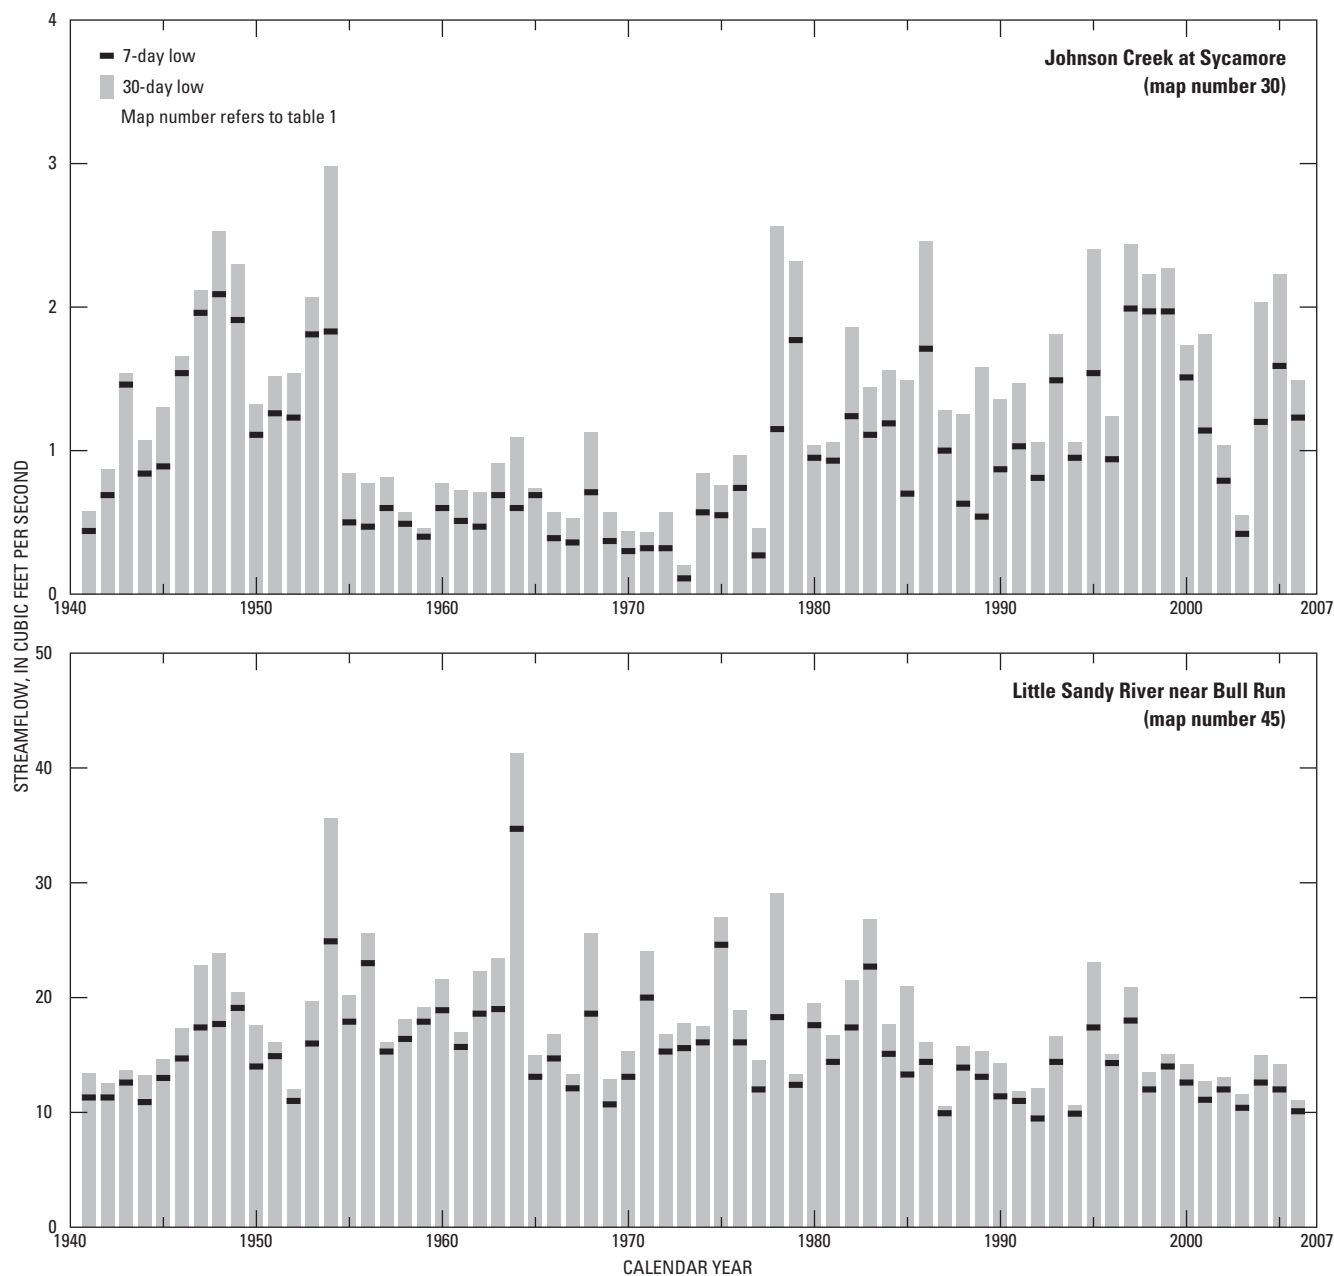 4
7-day low
30-day low
Map number refers to table 1
Johnson Creek at Sycamore
(map number 30)
3
2
1
0
1940 1950 1960 1970 1980 1990 2000 2007
STREAMFLOW, IN CUBIC FEET PER SECOND
50
Little Sandy River near Bull Run
(map number 45)
40
30
20
10
0
1940 1950 1960 1970 1980 1990 2000 2007
CALENDAR YEAR